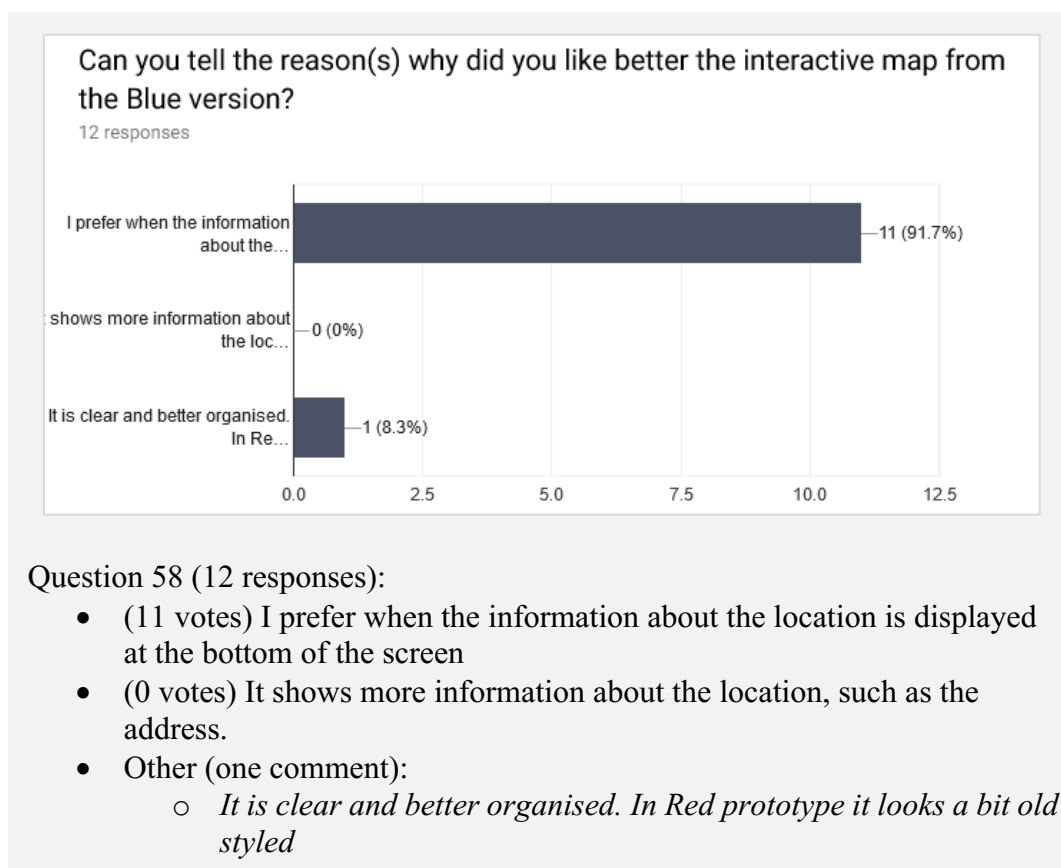 Can you tell the reason(s) why did you like better the interactive map from
the Blue version?
12 responses
I prefer when the information
about the...
11 (91.7%)
shows more information about
the loc...
0 (0%)
It is clear and better organised.
In Re...
1 (8.3%)
0.0 2.5 5.0 7.5 10.0 12.5
Question 58 (12 responses):
• (11 votes) I prefer when the information about the location is displayed
at the bottom of the screen
• (0 votes) It shows more information about the location, such as the
address.
• Other (one comment):
o It is clear and better organised. In Red prototype it looks a bit old
styled